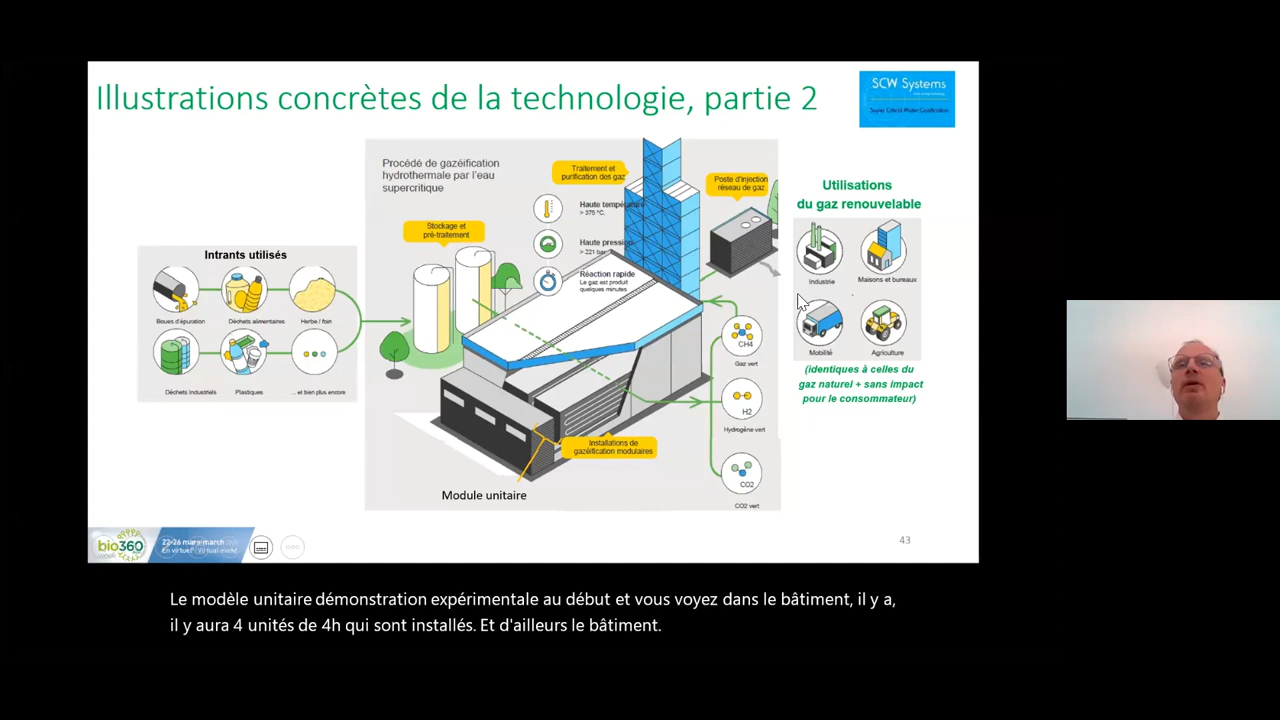 Illustrations concrètes de la technologie, partie 2
SCW Systems
Super Critical Water Gasification
Procédé de gazéification
hydrothermale par l'eau
supercritique
Traitement et
purification des gaz
Poste d'injection
réseau de gaz
Haute température
> 375 °C.
Haute pression
> 221 bar
Réaction rapide
Le gaz est produit
quelques minutes
Stockage et
pré-traitement
Intrants utilisés
Boues d'épuration
Déchets alimentaires
Herbe / foin
Déchets Industriels
Plastiques
... et bien plus encore
Utilisations
du gaz renouvelable
Industrie
Maisons et bureaux
Mobilité
Agriculture
(identiques à celles du
gaz naturel + sans impact
pour le consommateur)
CH4
Gaz vert
H2
Hydrogène vert
CO2
CO2 vert
Installations de
gazéification modulaires
Module unitaire
bio360
week
22-26 mars-march
En virtuel Virtual event
43
Le modèle unitaire démonstration expérimentale au début et vous voyez dans le bâtiment, il y a,
il y aura 4 unités de 4h qui sont installés. Et d'ailleurs le bâtiment.